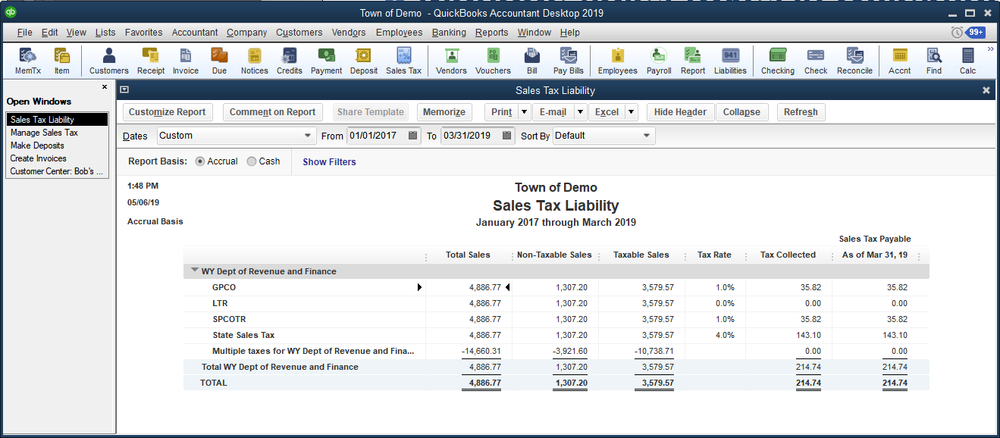 qb
Town of Demo - QuickBooks Accountant Desktop 2019
File Edit View Lists Favorites Accountant Company Customers Vendors Employees Banking Reports Window Help 99+
MemTx Item Customers Receipt Invoice Due Notices Credits Payment Deposit Sales Tax Vendors Vouchers Bill Pay Bills Employees Payroll Report 941 Liabilities Checking Check Reconcile Accnt Find Calc »
Open Windows
Sales Tax Liability
Manage Sales Tax
Make Deposits
Create Invoices
Customer Center: Bob's ...
Sales Tax Liability
Customize Report Comment on Report Share Template Memorize Print E-mail Excel Hide Header Collapse Refresh
Dates Custom From 01/01/2017 To 03/31/2019 Sort By Default
Report Basis: Accrual Cash Show Filters
1:48 PM
05/06/19
Accrual Basis
Town of Demo
Sales Tax Liability
January 2017 through March 2019
Sales Tax Payable
Total Sales Non-Taxable Sales Taxable Sales Tax Rate Tax Collected As of Mar 31, 19
WY Dept of Revenue and Finance
GPCO 4,886.77 1,307.20 3,579.57 1.0% 35.82 35.82
LTR 4,886.77 1,307.20 3,579.57 0.0% 0.00 0.00
SPCOTR 4,886.77 1,307.20 3,579.57 1.0% 35.82 35.82
State Sales Tax 4,886.77 1,307.20 3,579.57 4.0% 143.10 143.10
Multiple taxes for WY Dept of Revenue and Fina... -14,660.31 -3,921.60 -10,738.71 0.00 0.00
Total WY Dept of Revenue and Finance 4,886.77 1,307.20 3,579.57 214.74 214.74
TOTAL 4,886.77 1,307.20 3,579.57 214.74 214.74